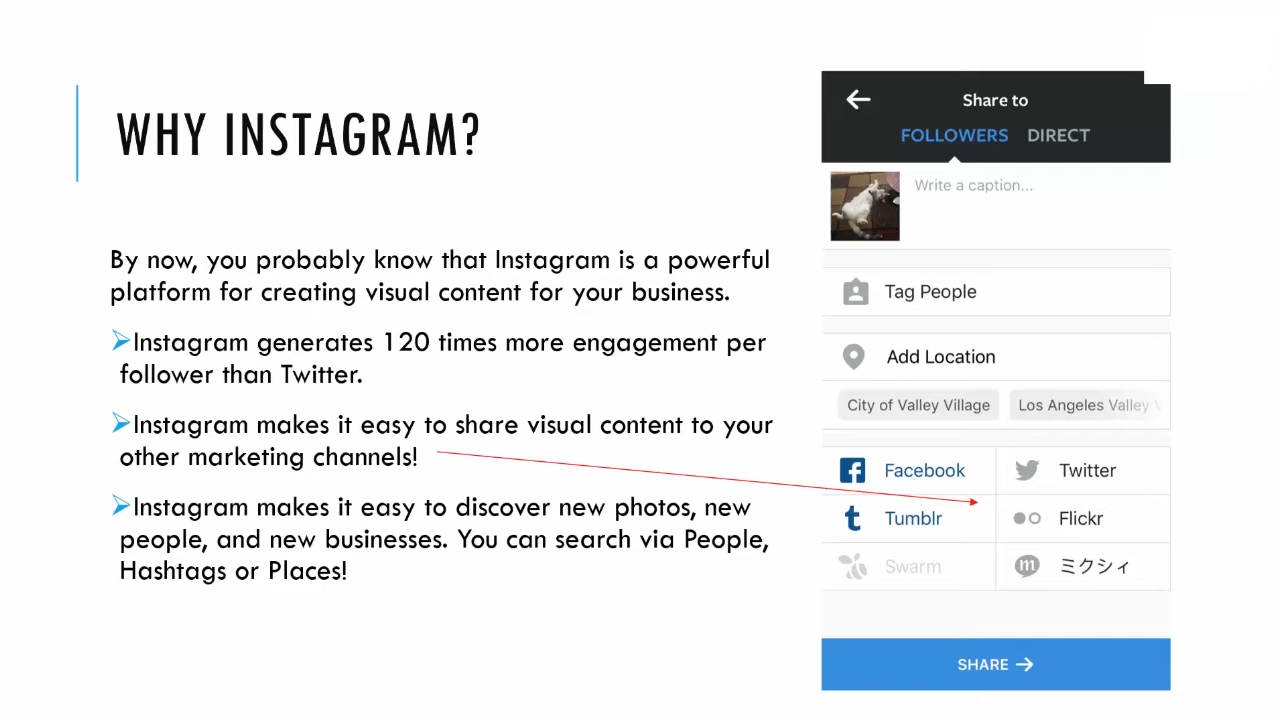 WHY INSTAGRAM?
By now, you probably know that Instagram is a powerful
platform for creating visual content for your business.
➢Instagram generates 120 times more engagement per
follower than Twitter.
➢Instagram makes it easy to share visual content to your
other marketing channels!
➢Instagram makes it easy to discover new photos, new
people, and new businesses. You can search via People,
Hashtags or Places!
Share to
FOLLOWERS DIRECT
Write a caption...
Tag People
Add Location
City of Valley Village Los Angeles Valley
Facebook Twitter
Tumblr Flickr
Swarm ミクシィ
SHARE →